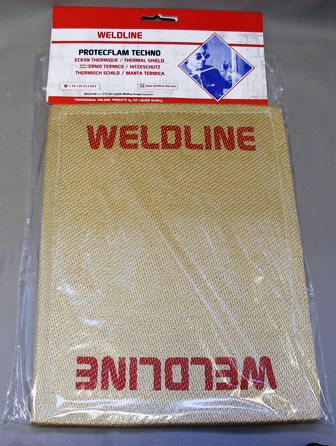 WELDLINE
PROTECFLAM TECHNO
ECRAN THERMIQUE / THERMAL SHIELD
SCHERMO TERMICO / HITZESCHUTZ
THERMISCH SCHILD / MANTA TERMICA
PROFESSIONAL WELDING PRODUCTS by AIR LIQUIDE Welding
WELDLINE
WELDLINE